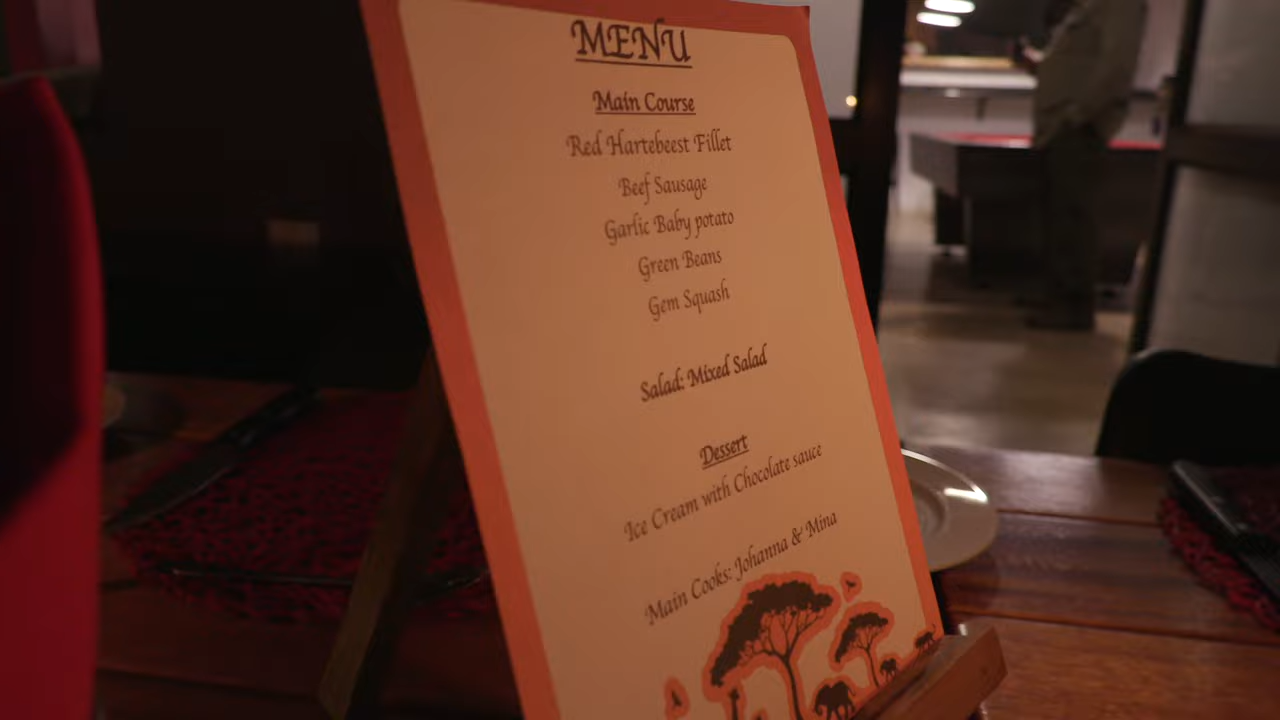 MENU
Main Course
Red Hartebeest Fillet
Beef Sausage
Garlic Baby potato
Green Beans
Gem Squash
Salad: Mixed Salad
Dessert
Ice Cream with Chocolate sauce
Main Cooks: Johanna & Mina